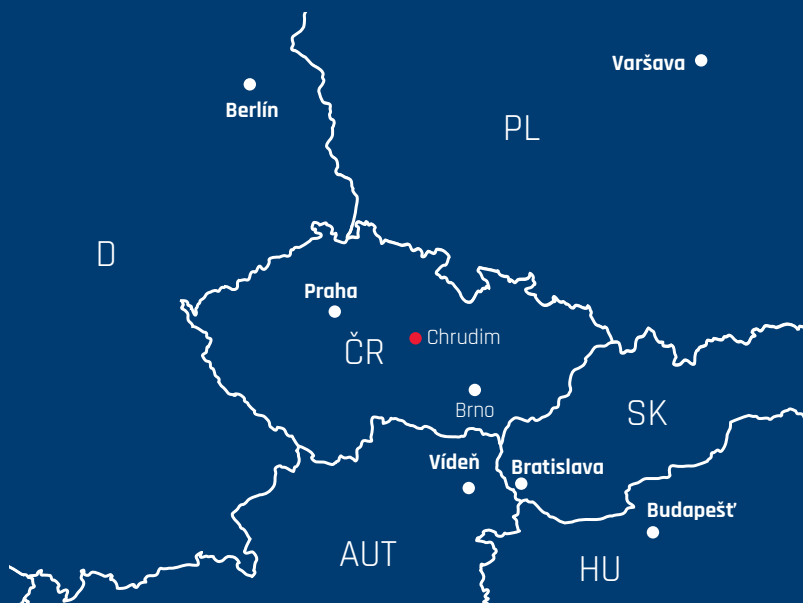 Varšava
Berlín
PL
D
Praha
Chrudim
ČR
Brno
SK
Vídeň
Bratislava
Budapešť
AUT
HU